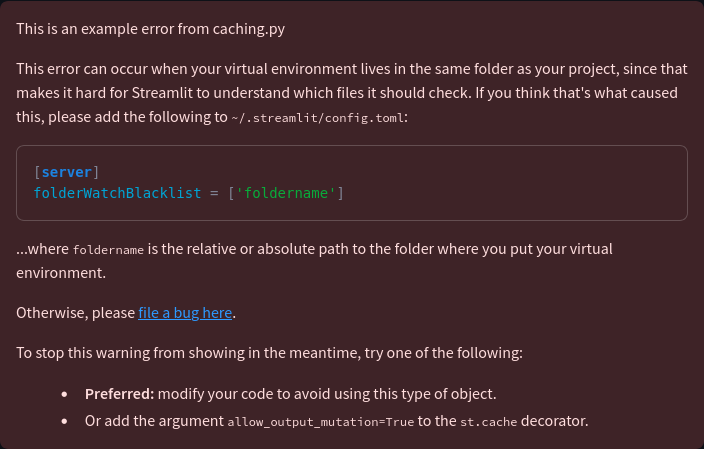 This is an example error from caching.py
This error can occur when your virtual environment lives in the same folder as your project, since that
makes it hard for Streamlit to understand which files it should check. If you think that's what caused
this, please add the following to ~/.streamlit/config.toml:
[server]
folderWatchBlacklist = ['foldername']
...where foldername is the relative or absolute path to the folder where you put your virtual
environment.
Otherwise, please file a bug here.
To stop this warning from showing in the meantime, try one of the following:
• Preferred: modify your code to avoid using this type of object.
• Or add the argument allow_output_mutation=True to the st.cache decorator.